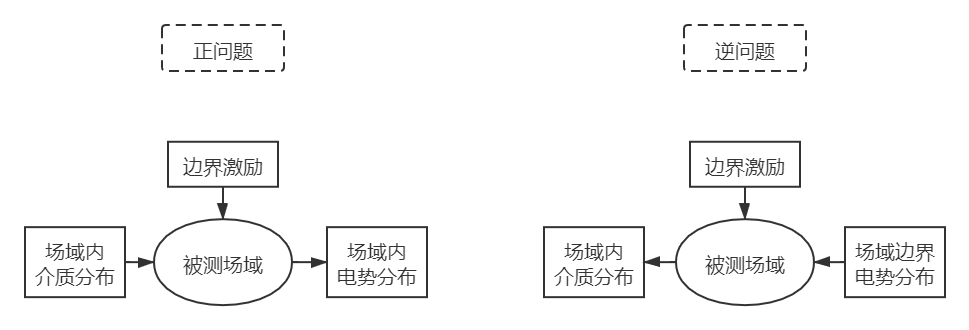 正问题
边界激励
场域内
介质分布
被测场域
场域内
电势分布
逆问题
边界激励
场域内
介质分布
被测场域
场域边界
电势分布